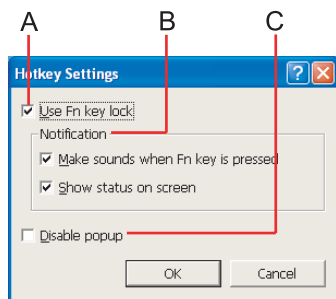 A B C
Hotkey Settings
Use Fn key lock
Notification
Make sounds when Fn key is pressed
Show status on screen
Disable popup
OK Cancel